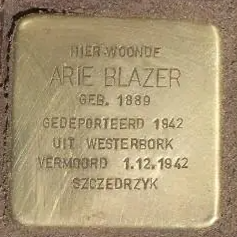 HIER WOONDE
ARIE BLAZER
GEB. 1889
GEDEPORTEERD 1942
UIT WESTERBORK
VERMOORD 1.12.1942
SZCZEDRZYK